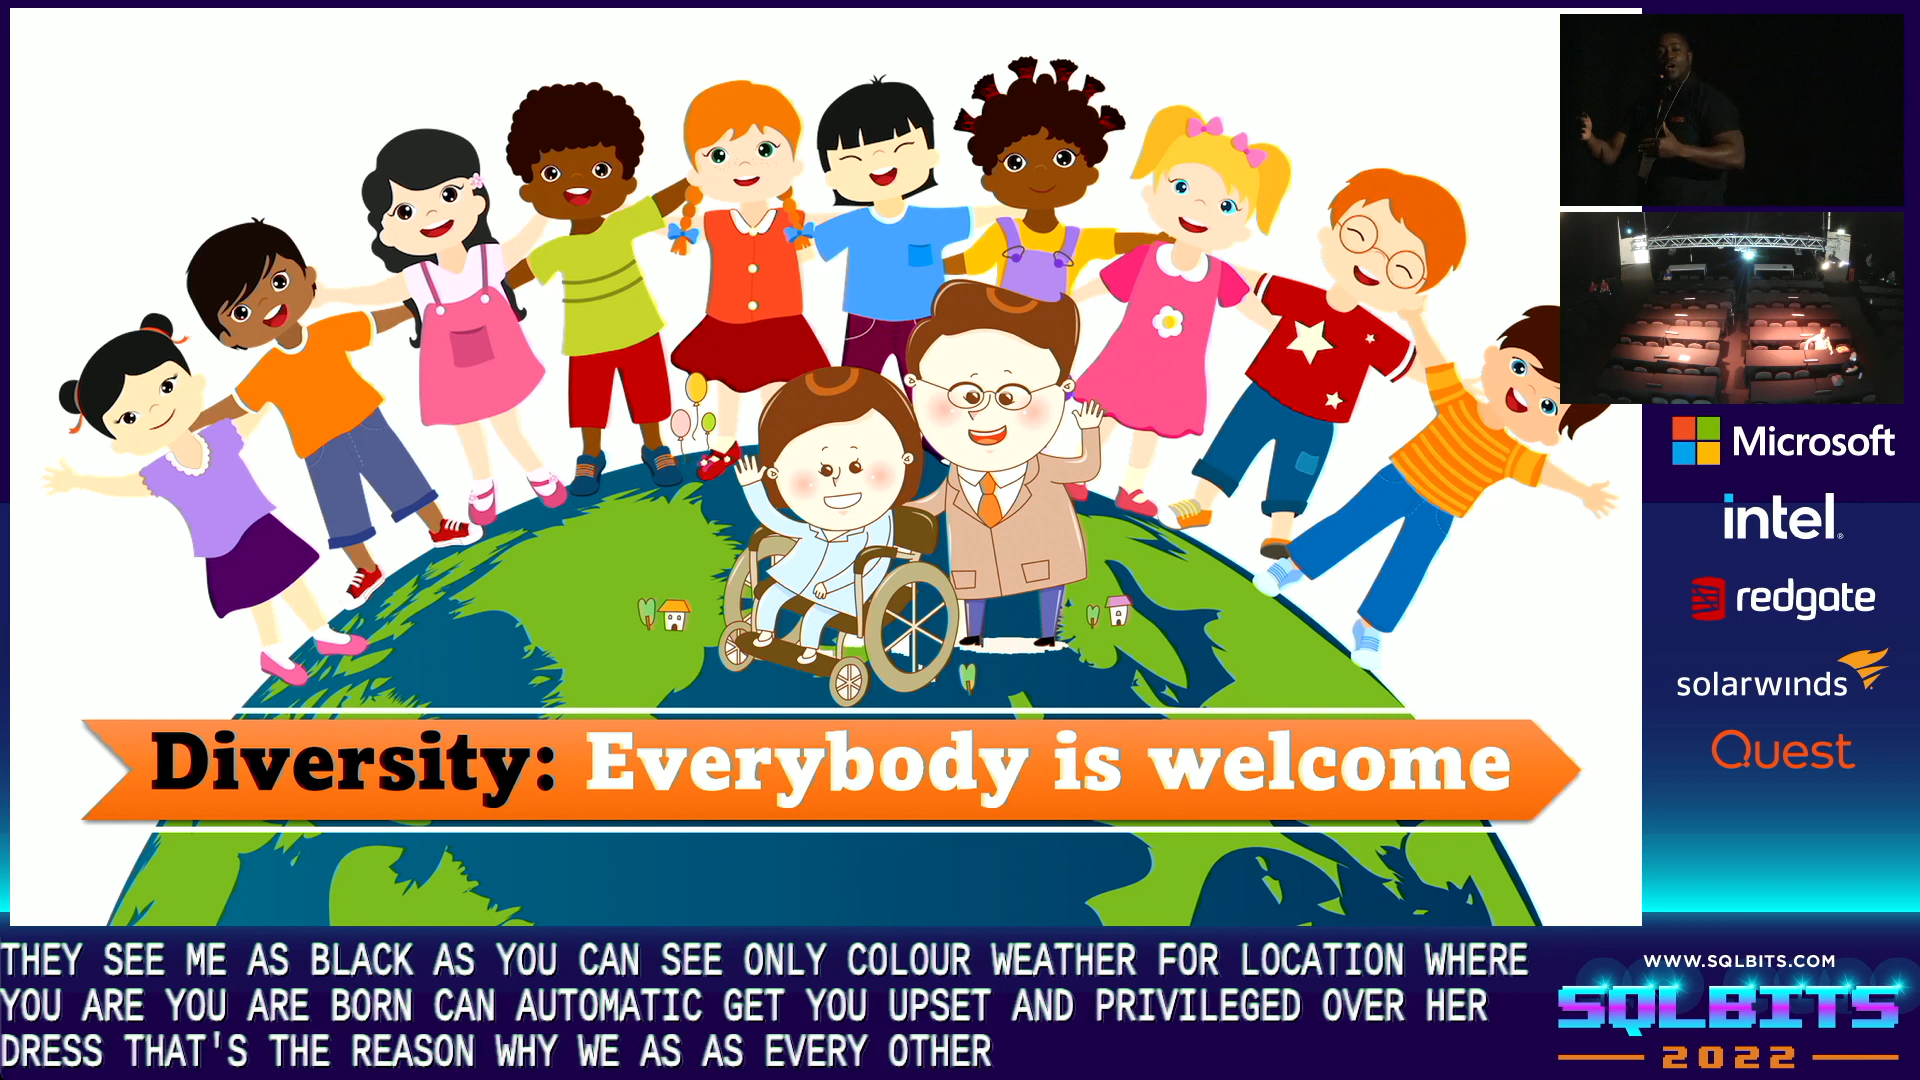 Microsoft
intel.
redgate
solarwinds
Quest
Diversity: Everybody is welcome
THEY SEE ME AS BLACK AS YOU CAN SEE ONLY COLOUR WEATHER FOR LOCATION WHERE
YOU ARE YOU ARE BORN CAN AUTOMATIC GET YOU UPSET AND PRIVILEGED OVER HER
DRESS THAT'S THE REASON WHY WE AS AS EVERY OTHER
WWW.SQLBITS.COM
SQLBITS
2022